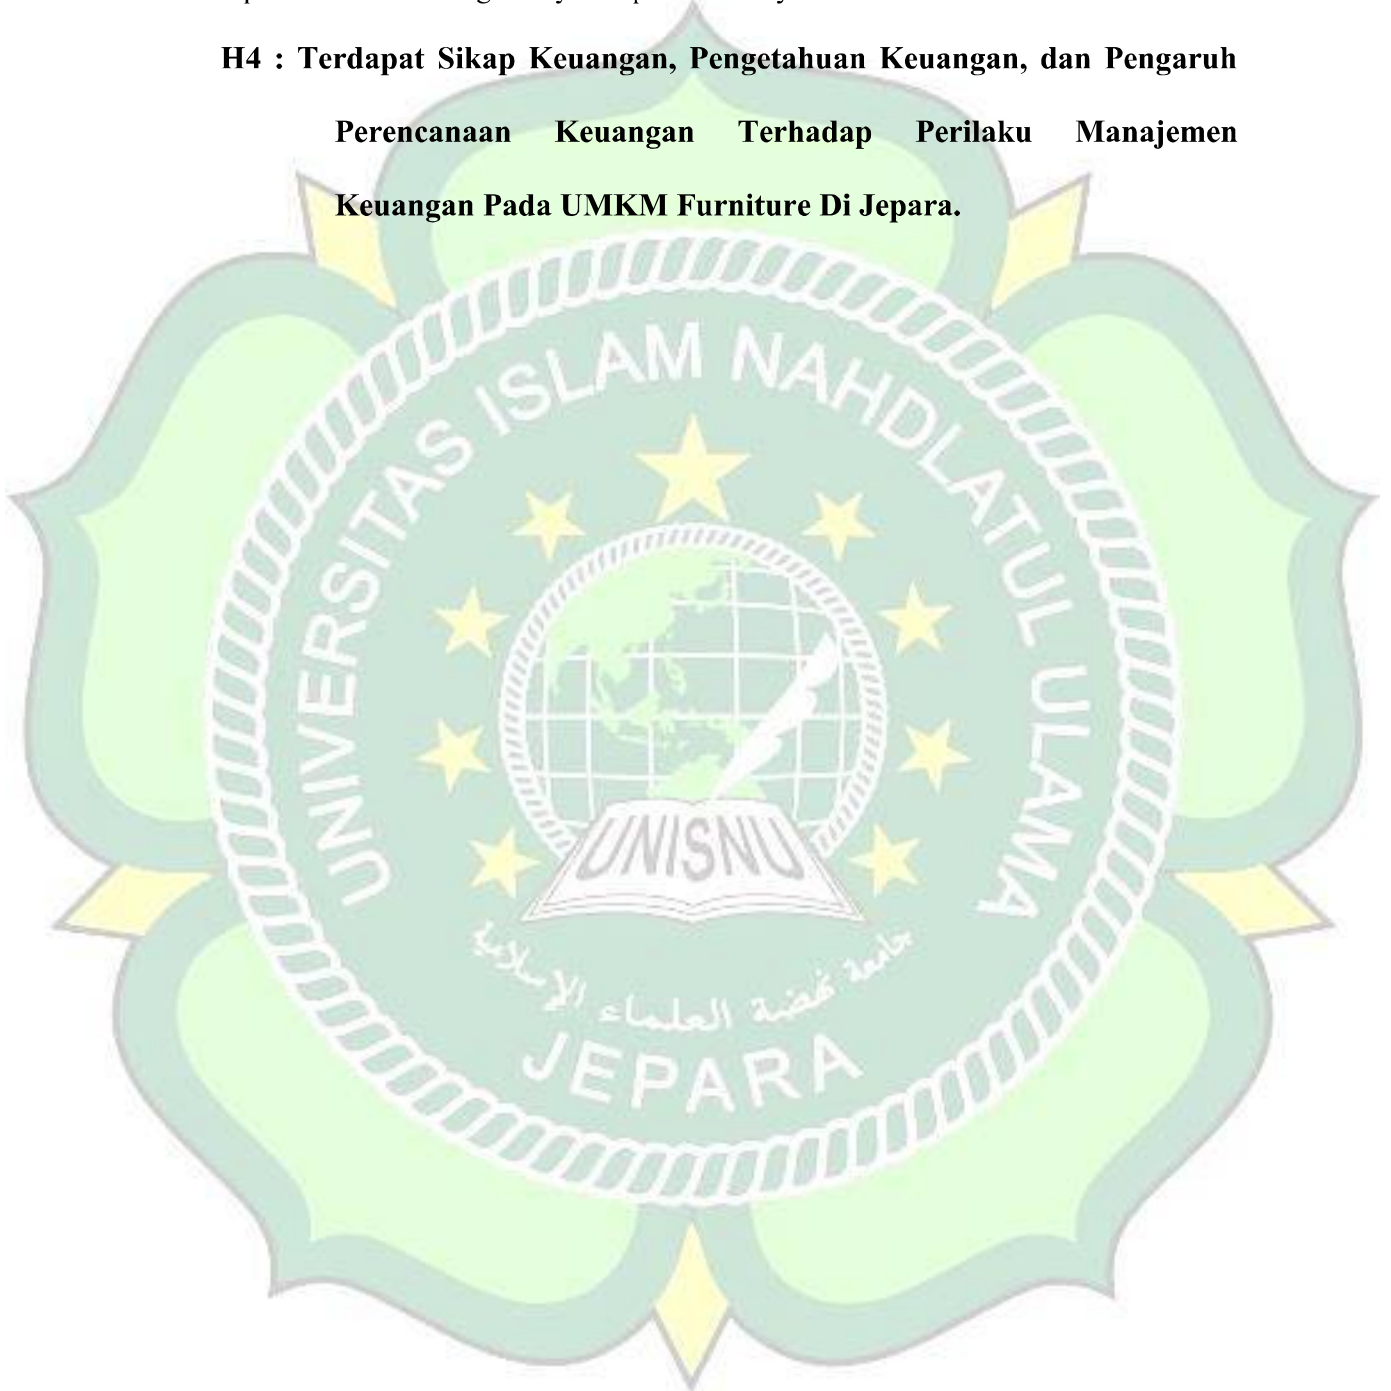 H4 : Terdapat Sikap Keuangan, Pengetahuan Keuangan, dan Pengaruh
Perencanaan Keuangan Terhadap Perilaku Manajemen
Keuangan Pada UMKM Furniture Di Jepara.
UNIVERSITAS ISLAM NAHDLATUL ULAMA
UNISNU
جامعة نهضة العلماء الإسلامية
JEPARA